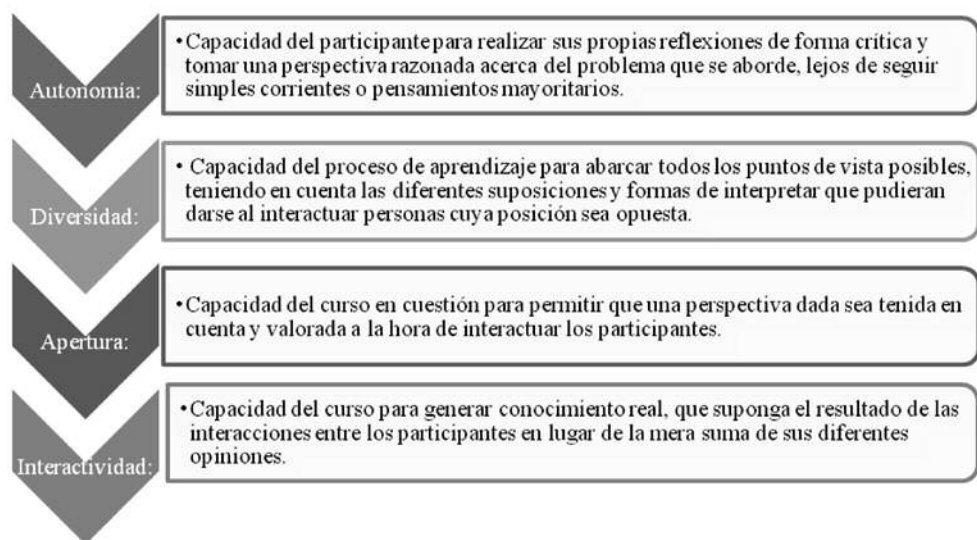 Autonomía:
•Capacidad del participante para realizar sus propias reflexiones de forma crítica y
tomar una perspectiva razonada acerca del problema que se aborde, lejos de seguir
simples corrientes o pensamientos mayoritarios.
Diversidad:
• Capacidad del proceso de aprendizaje para abarcar todos los puntos de vista posibles,
teniendo en cuenta las diferentes suposiciones y formas de interpretar que pudieran
darse al interactuar personas cuya posición sea opuesta.
Apertura:
•Capacidad del curso en cuestión para permitir que una perspectiva dada sea tenida en
cuenta y valorada a la hora de interactuar los participantes.
Interactividad:
•Capacidad del curso para generar conocimiento real, que suponga el resultado de las
interacciones entre los participantes en lugar de la mera suma de sus diferentes
opiniones.